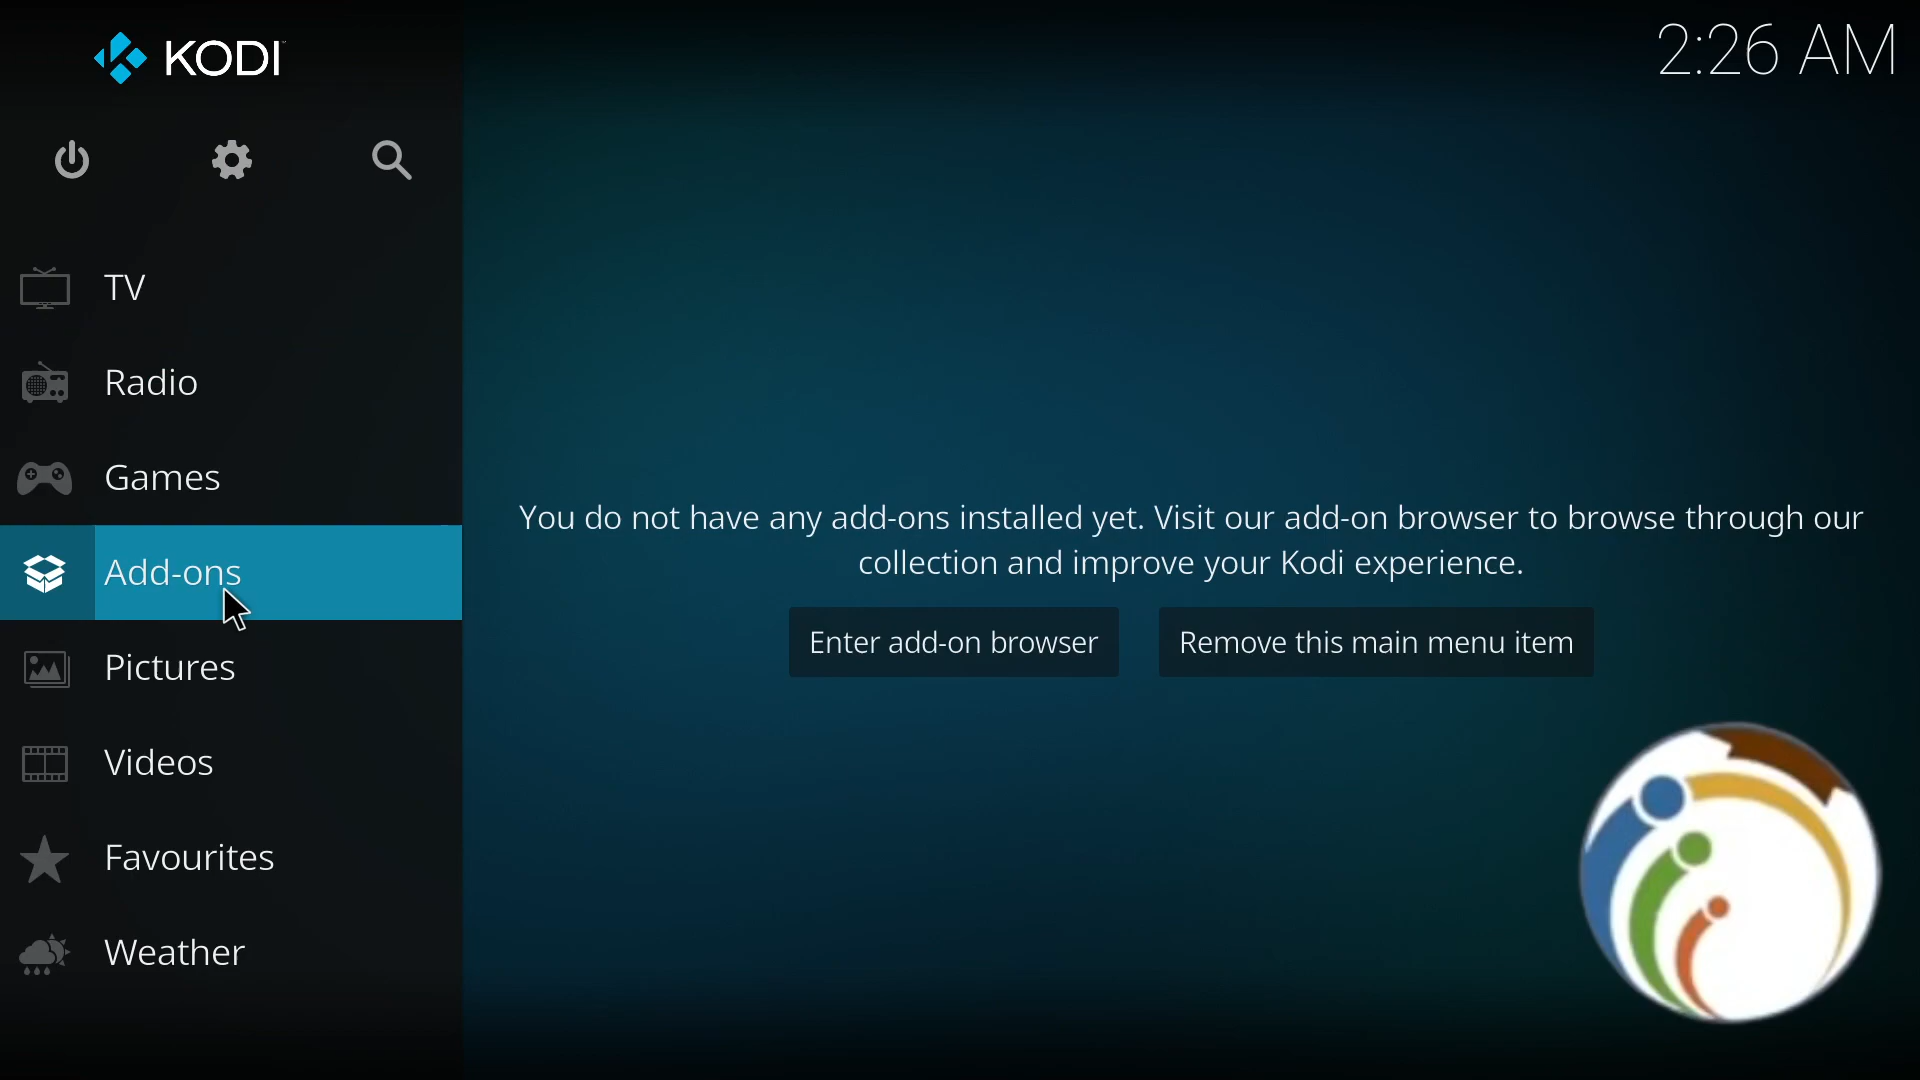 KODI
2:26 AM
TV
Radio
Games
Add-ons
Pictures
Videos
Favourites
Weather
You do not have any add-ons installed yet. Visit our add-on browser to browse through our
collection and improve your Kodi experience.
Enter add-on browser
Remove this main menu item